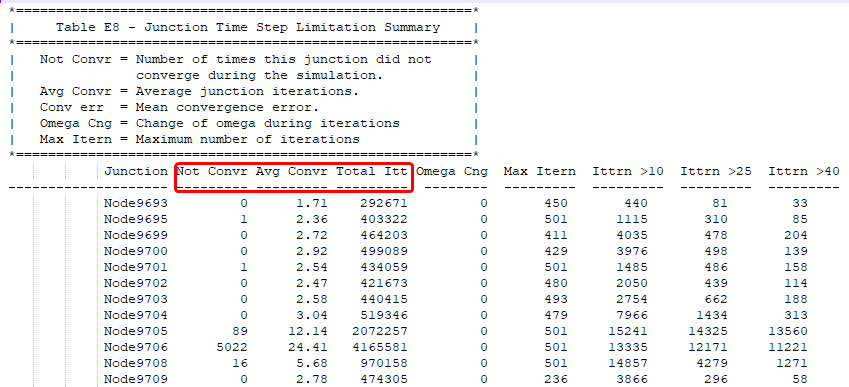 *=========================================================*
|     Table E8 - Junction Time Step Limitation Summary    |
*=========================================================*
|   Not Convr = Number of times this junction did not     |
|               converge during the simulation.           |
|   Avg Convr = Average junction iterations.              |
|   Conv err  = Mean convergence error.                   |
|   Omega Cng = Change of omega during iterations         |
|   Max Itern = Maximum number of iterations              |
*=========================================================*
Junction Not Convr Avg Convr Total Itt Omega Cng Max Itern Ittrn >10 Ittrn >25 Ittrn >40
------------------ --------- --------- --------- --------- --------- --------- --------- ---------
Node9693 0 1.71 292671 0 450 440 81 33
Node9695 1 2.36 403322 0 501 1115 310 85
Node9699 0 2.72 464203 0 411 4035 478 204
Node9700 0 2.92 499089 0 429 3976 498 139
Node9701 1 2.54 434059 0 501 1485 486 158
Node9702 0 2.47 421673 0 480 2050 439 114
Node9703 0 2.58 440415 0 493 2754 662 188
Node9704 0 3.04 519346 0 479 7966 1434 313
Node9705 89 12.14 2072257 0 501 15241 14325 13560
Node9706 5022 24.41 4165581 0 501 13335 12171 11221
Node9708 16 5.68 970158 0 501 14857 4279 1271
Node9709 0 2.78 474305 0 236 3866 296 58